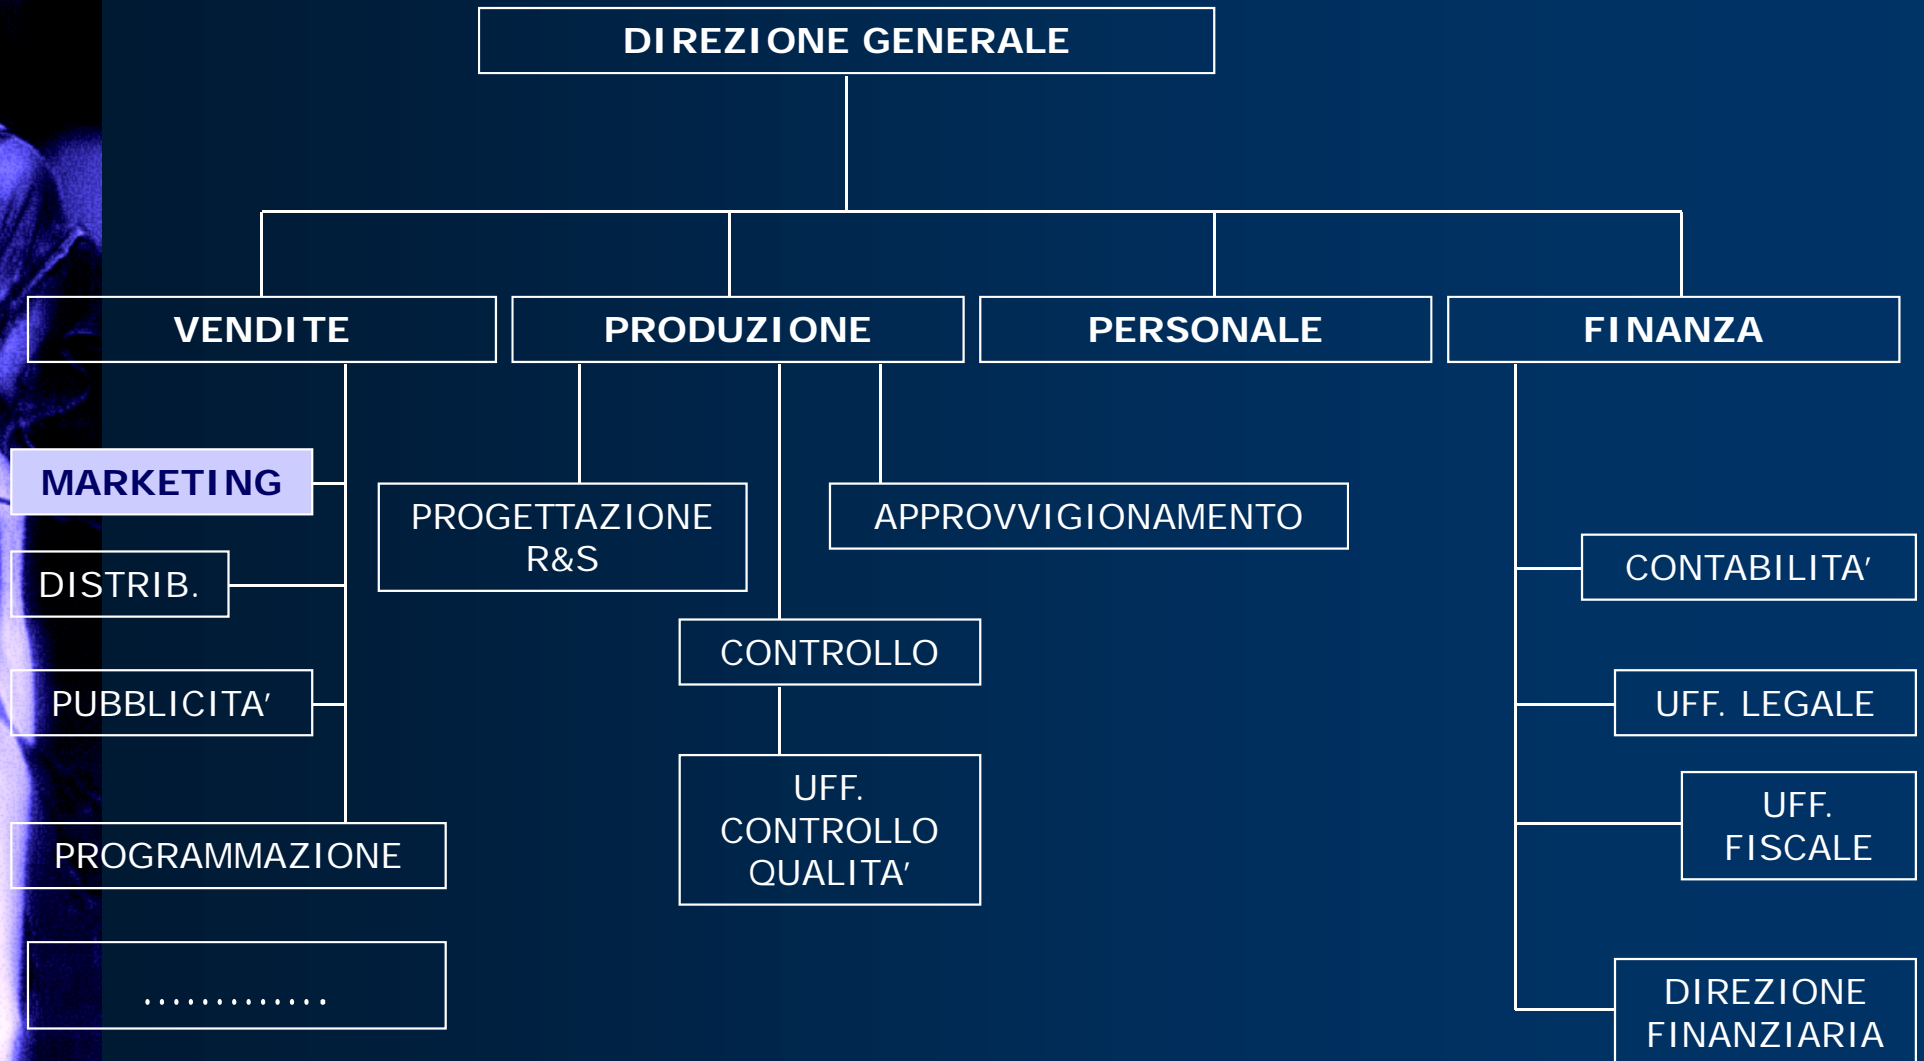 DIREZIONE GENERALE
VENDITE
PRODUZIONE
PERSONALE
FINANZA
MARKETING
DISTRIB.
PUBBLICITA’
PROGRAMMAZIONE
.............
PROGETTAZIONE
R&S
APPROVVIGIONAMENTO
CONTROLLO
UFF.
CONTROLLO
QUALITA’
CONTABILITA’
UFF. LEGALE
UFF.
FISCALE
DIREZIONE
FINANZIARIA